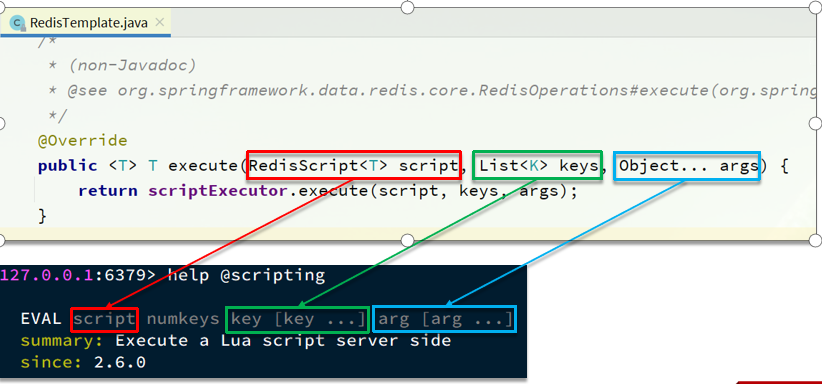 RedisTemplate.java
/*
* (non-Javadoc)
* @see org.springframework.data.redis.core.RedisOperations#execute(org.spring
*/
@Override
public <T> T execute(RedisScript<T> script, List<K> keys, Object... args) {
return scriptExecutor.execute(script, keys, args);
}
127.0.0.1:6379> help @scripting
EVAL script numkeys key [key ...] arg [arg ...]
summary: Execute a Lua script server side
since: 2.6.0